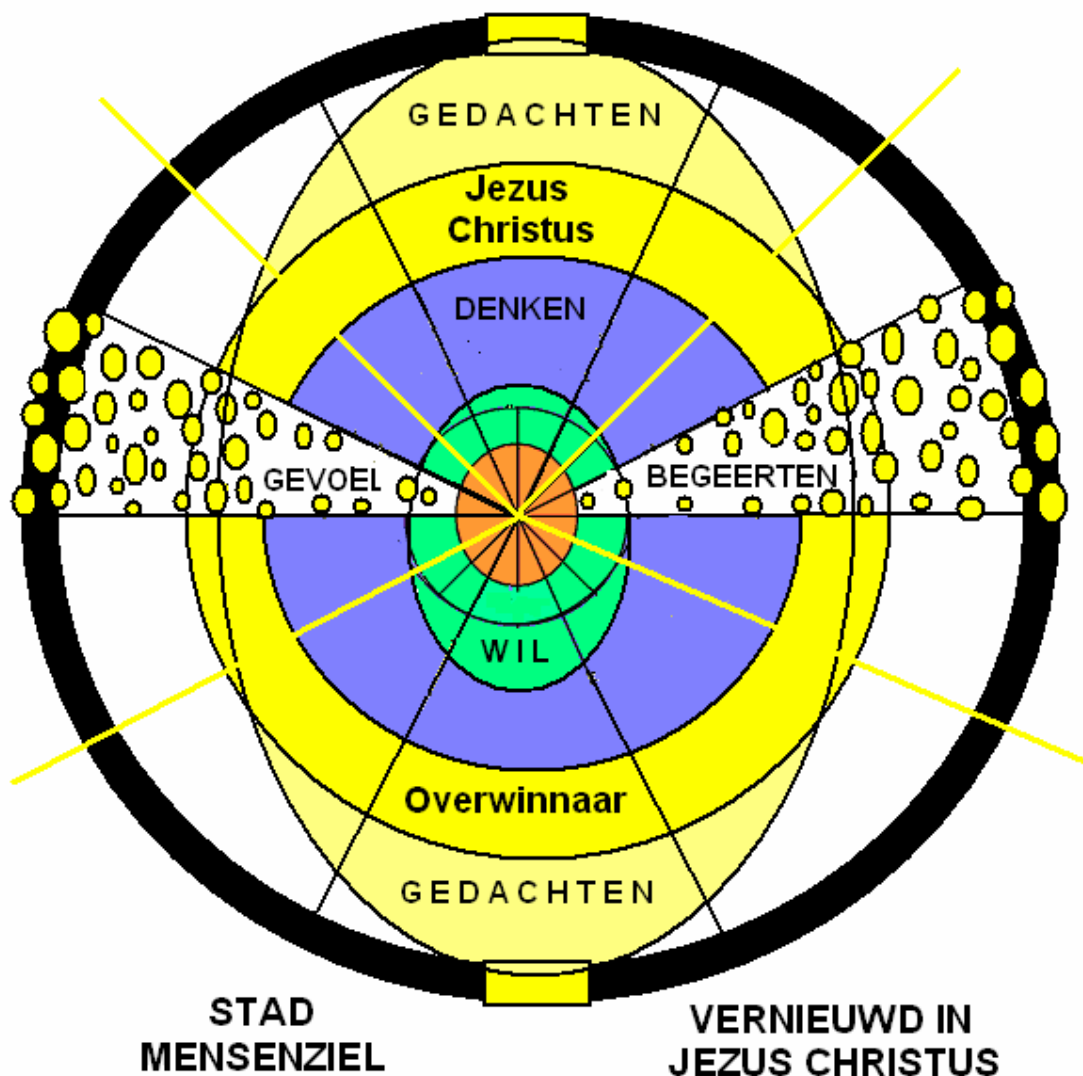 GEDACHTEN
Jezus
Christus
DENKEN
GEVOEL
BEGEERTEN
WIL
Overwinnaar
GEDACHTEN
STAD
MENSENZIEL
VERNIEUWD IN
JEZUS CHRISTUS